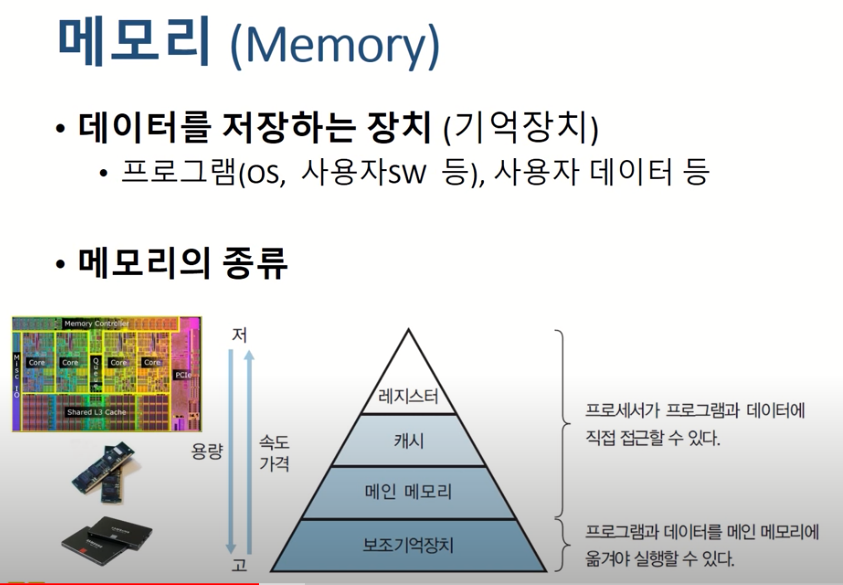 메모리 (Memory)
• 데이터를 저장하는 장치 (기억장치)
• 프로그램(OS, 사용자SW 등), 사용자 데이터 등
• 메모리의 종류
Memory Controller
Misc IO
Core
Core
Core
Core
PCIe
Shared L3 Cache
저
용량
속도
가격
고
레지스터
캐시
메인 메모리
보조기억장치
프로세서가 프로그램과 데이터에
직접 접근할 수 있다.
프로그램과 데이터를 메인 메모리에
옮겨야 실행할 수 있다.